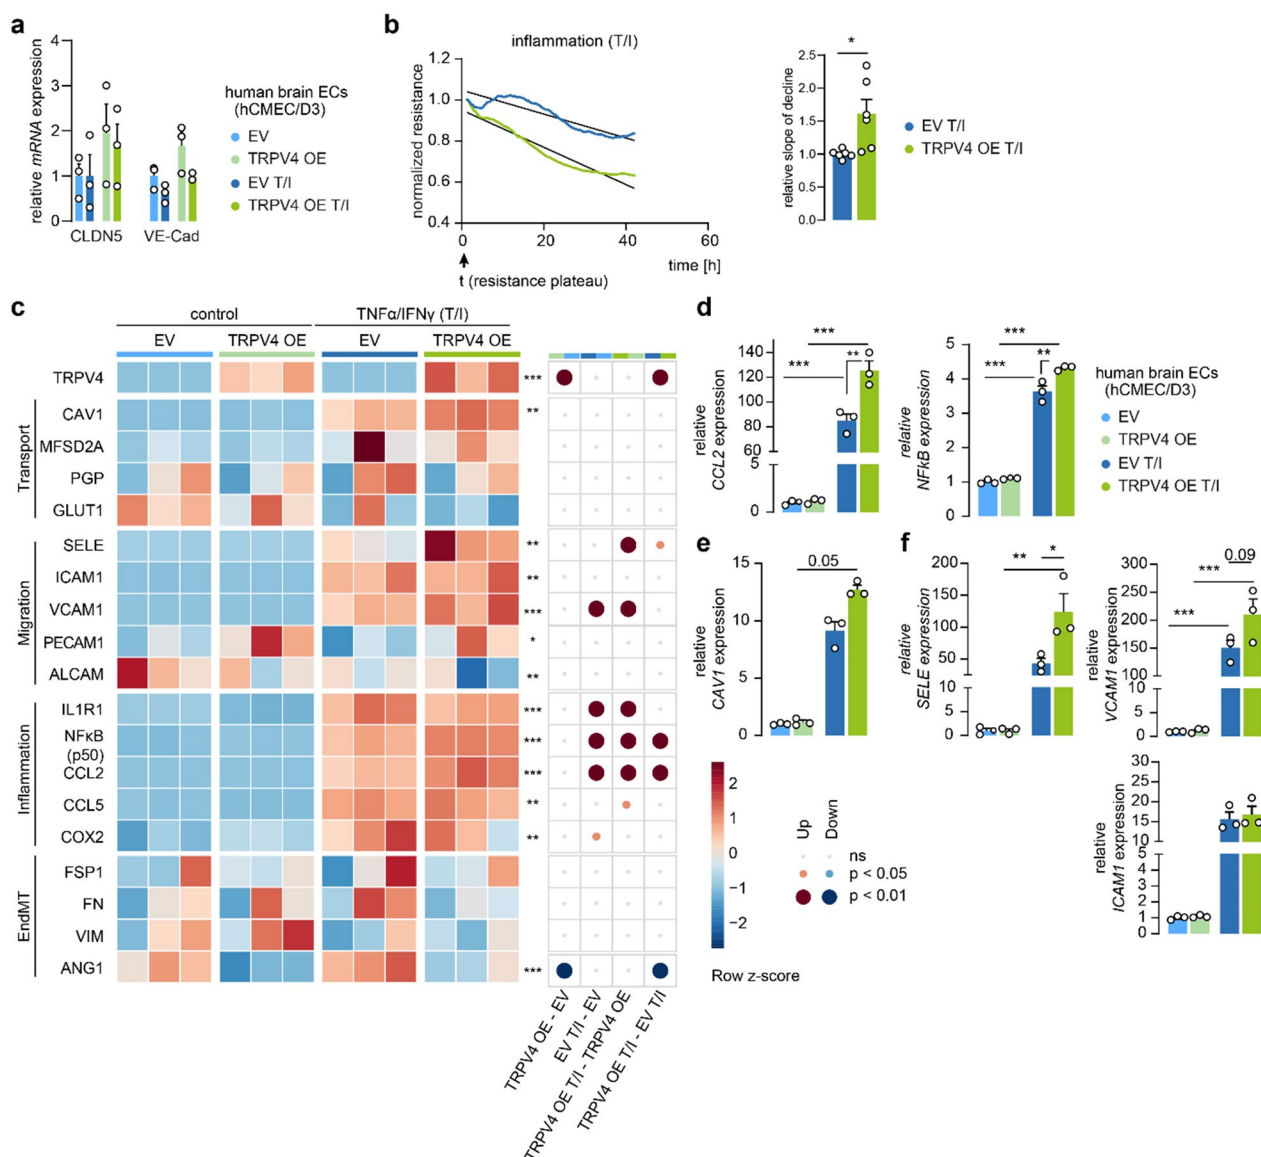 a
relative mRNA expression
4
3
2
1
0
CLDN5
VE-Cad
human brain ECs
(hCMEC/D3)
EV
TRPV4 OE
EV T/I
TRPV4 OE T/I
b
inflammation (T/I)
normalized resistance
1.2
1.0
0.8
0.6
0.4
0
20
40
60
time [h]
t (resistance plateau)
relative slope of decline
2.5
2.0
1.5
1.0
0.5
0.0
*
EV T/I
TRPV4 OE T/I
c
control
TNFα/IFNγ (T/I)
EV
TRPV4 OE
EV
TRPV4 OE
TRPV4
***
Transport
CAV1
**
MFSD2A
PGP
GLUT1
Migration
SELE
**
ICAM1
**
VCAM1
***
PECAM1
*
ALCAM
**
Inflammation
IL1R1
***
NFκB
(p50)
***
CCL2
***
CCL5
**
COX2
**
EndMT
FSP1
FN
VIM
ANG1
***
TRPV4 OE - EV
EV T/I - EV
TRPV4 OE T/I - TRPV4 OE
TRPV4 OE T/I - EV T/I
d
relative
CCL2 expression
140
120
100
80
60
5
0
***
***
**
relative
NFkB expression
5
4
3
2
1
0
***
***
**
human brain ECs
(hCMEC/D3)
EV
TRPV4 OE
EV T/I
TRPV4 OE T/I
e
relative
CAV1 expression
15
10
5
0
0.05
f
relative
SELE expression
200
150
100
50
10
5
0
**
*
relative
VCAM1 expression
300
250
200
150
100
10
5
0
***
***
0.09
relative
ICAM1 expression
30
25
20
15
10
5
4
3
2
1
0
2
1
0
−1
−2
Row z-score
Up
Down
ns
p < 0.05
p < 0.01